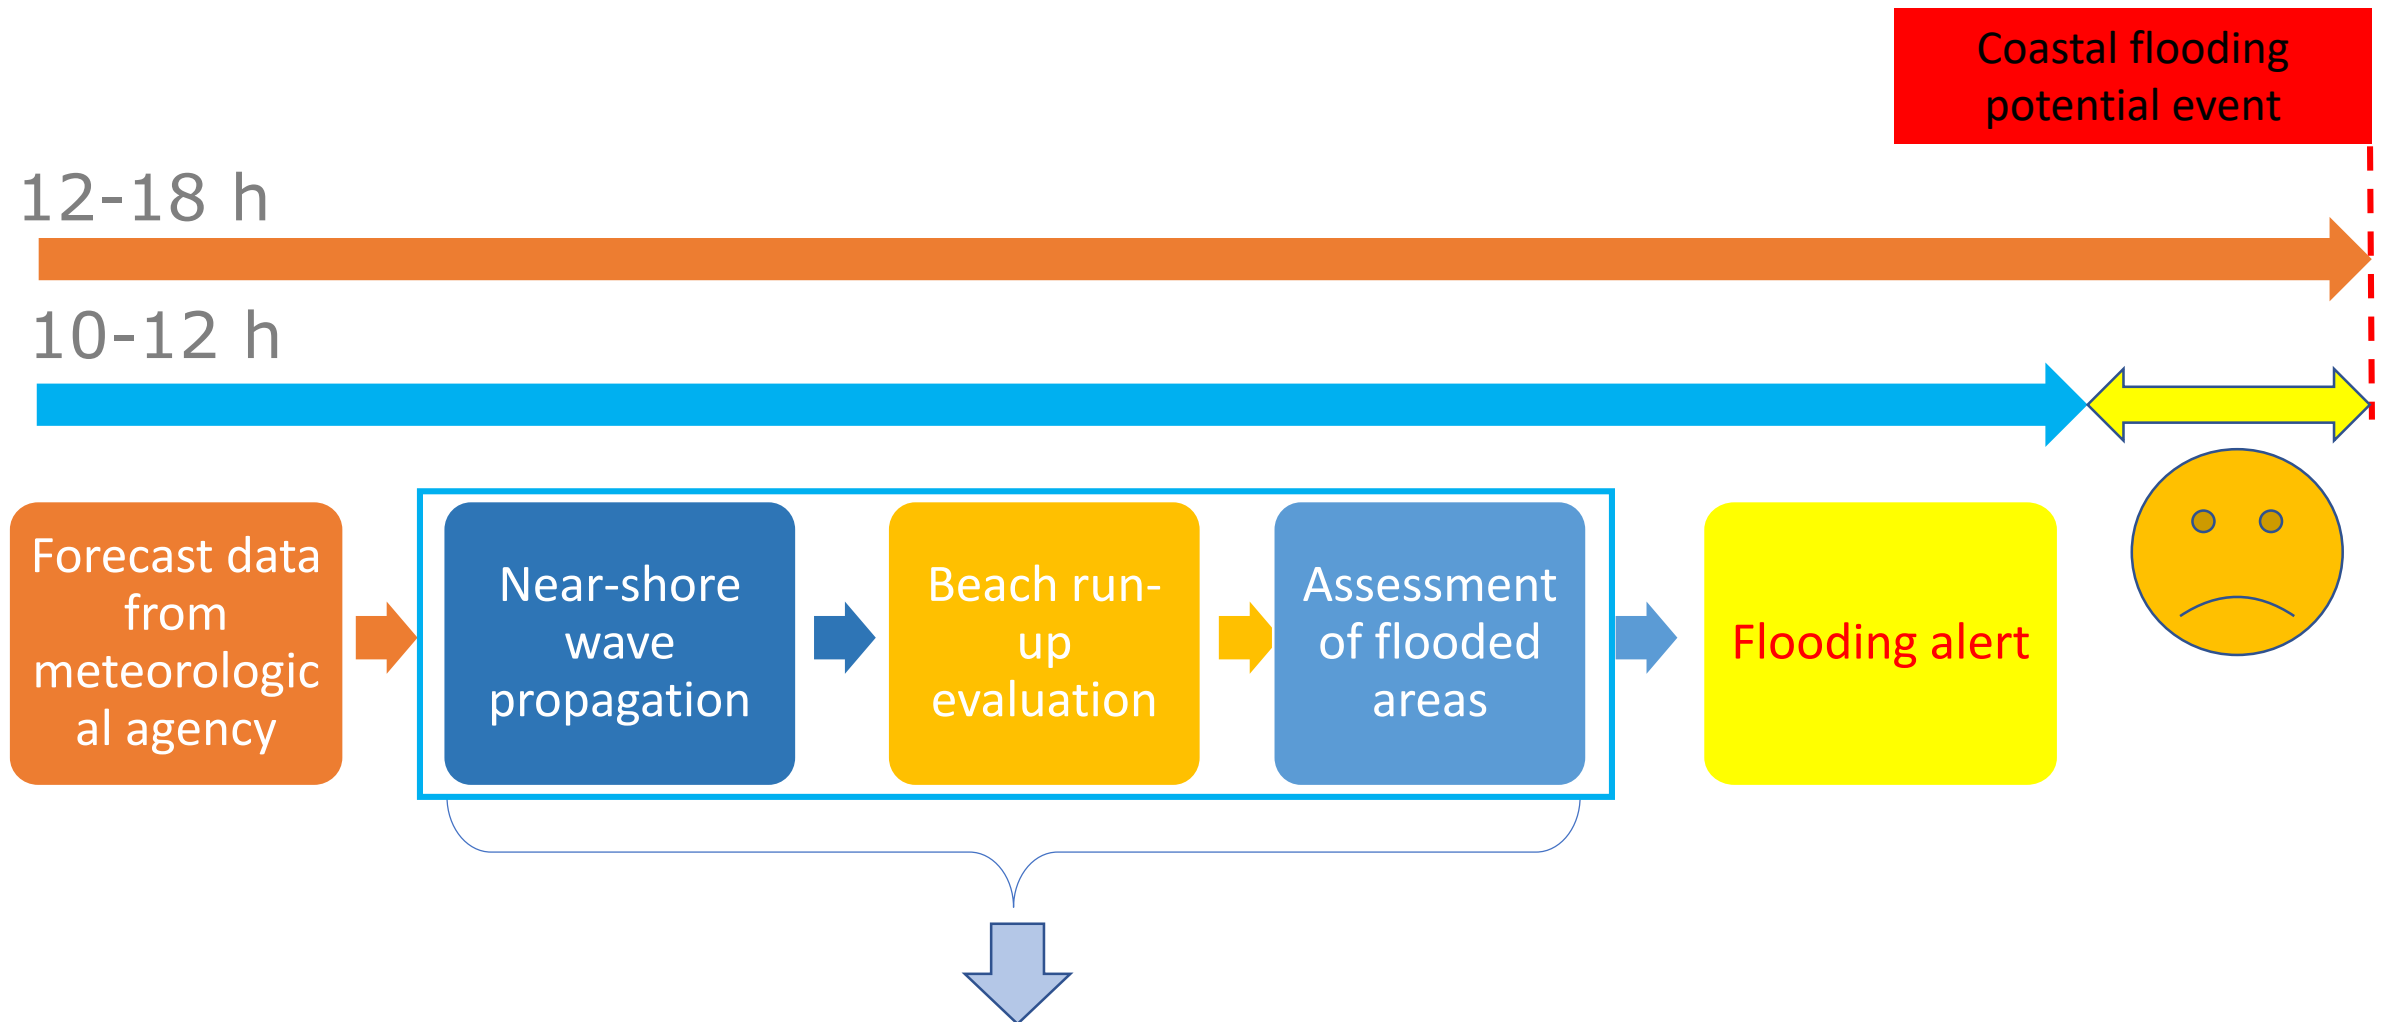 Coastal flooding
potential event
12-18 h
10-12 h
Forecast data
from
meteorologic
al agency
Near-shore
wave
propagation
Beach run-
up
evaluation
Assessment
of flooded
areas
Flooding alert